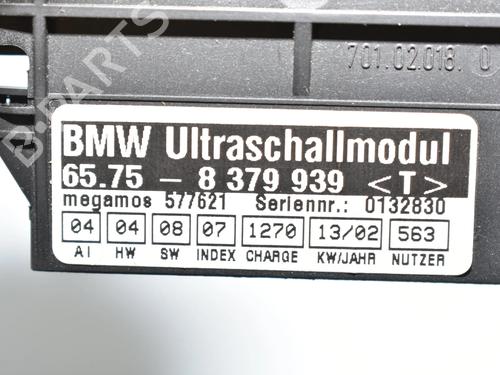 701.02.018. 0
B-PARTS
BMW Ultraschallmodul
65.75 - 8 379 939 <T>
megamos 577621 Seriennr.: 0132830
04 04 08 07 1270 13/02 563
AI HW SW INDEX CHARGE KW/JAHR NUTZER